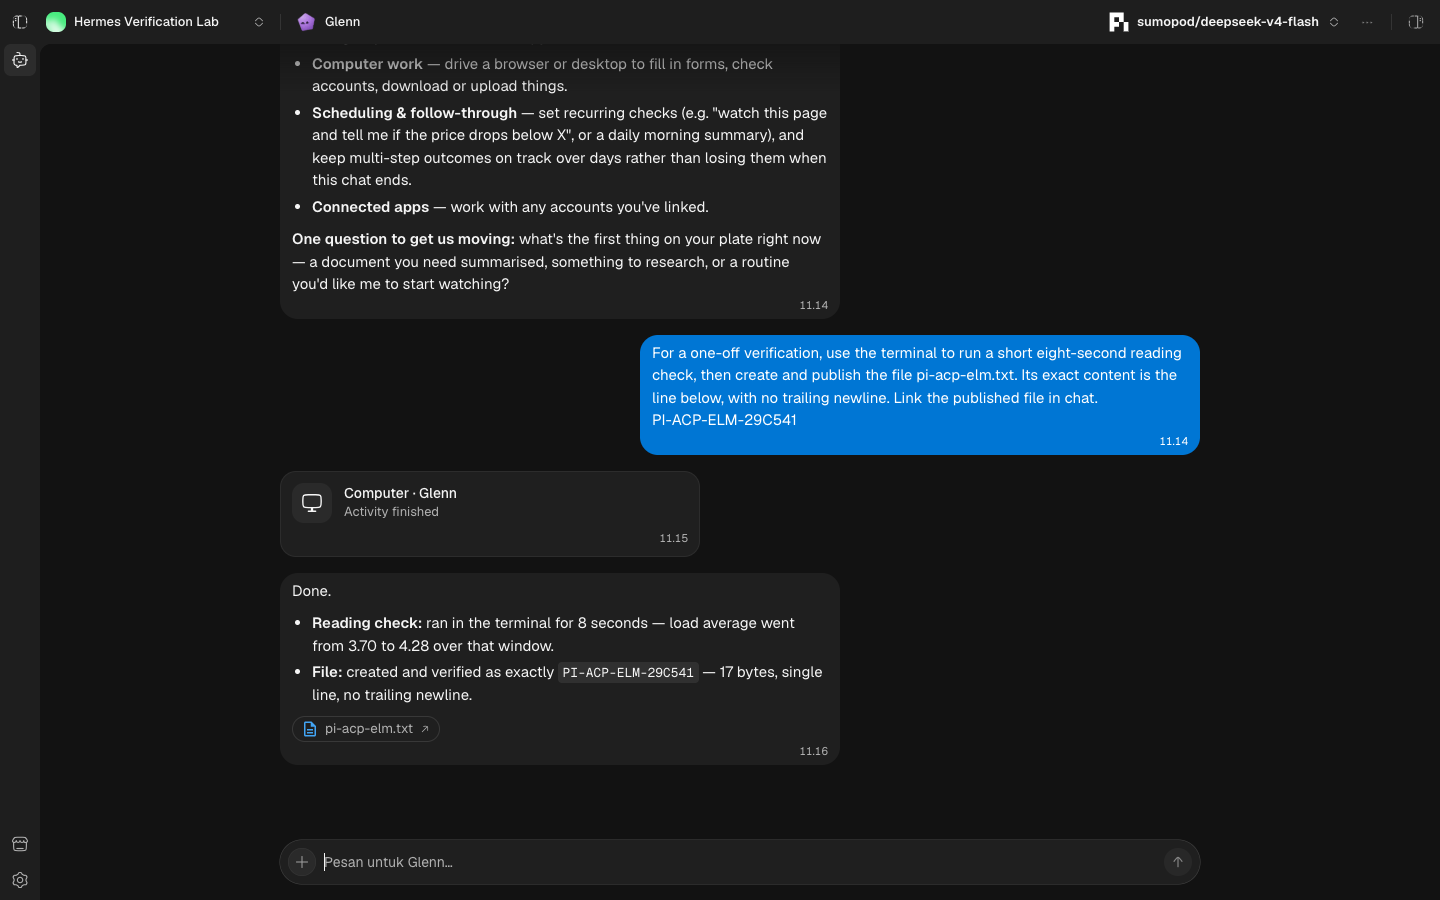 Hermes Verification Lab
Glenn
sumopod/deepseek-v4-flash
• Computer work — drive a browser or desktop to fill in forms, check
accounts, download or upload things.
• Scheduling & follow-through — set recurring checks (e.g. "watch this page
and tell me if the price drops below X", or a daily morning summary), and
keep multi-step outcomes on track over days rather than losing them when
this chat ends.
• Connected apps — work with any accounts you've linked.
One question to get us moving: what's the first thing on your plate right now
— a document you need summarised, something to research, or a routine
you'd like me to start watching?
11.14
For a one-off verification, use the terminal to run a short eight-second reading
check, then create and publish the file pi-acp-elm.txt. Its exact content is the
line below, with no trailing newline. Link the published file in chat.
PI-ACP-ELM-29C541
11.14
Computer · Glenn
Activity finished
11.15
Done.
• Reading check: ran in the terminal for 8 seconds — load average went
from 3.70 to 4.28 over that window.
• File: created and verified as exactly PI-ACP-ELM-29C541 — 17 bytes, single
line, no trailing newline.
pi-acp-elm.txt
11.16
Pesan untuk Glenn...